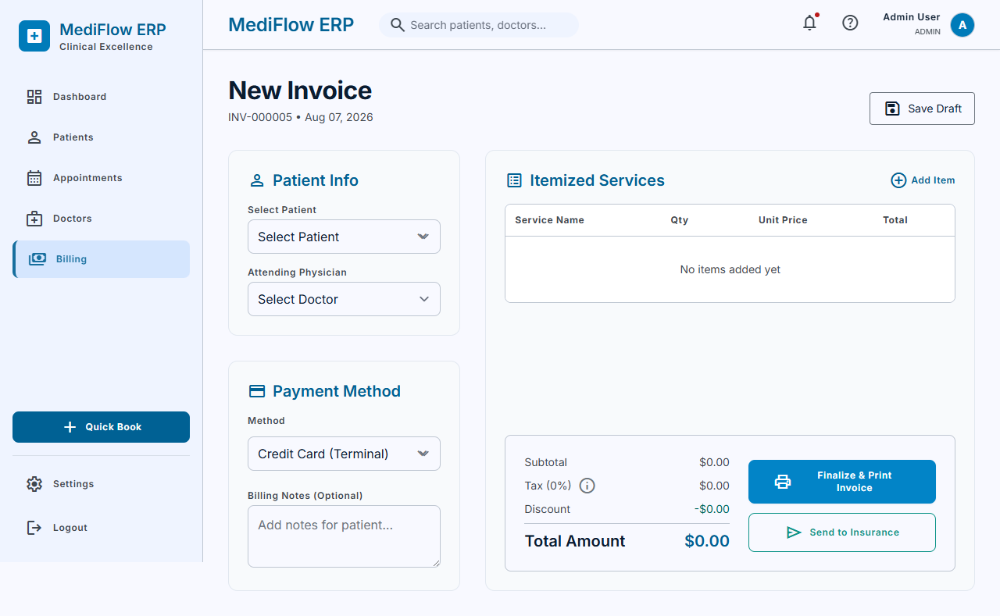 MediFlow ERP
Clinical Excellence
Dashboard
Patients
Appointments
Doctors
Billing
Quick Book
Settings
Logout
MediFlow ERP
Search patients, doctors...
Admin User
ADMIN
A
New Invoice
INV-000005 • Aug 07, 2026
Save Draft
Patient Info
Select Patient
Select Patient
Attending Physician
Select Doctor
Payment Method
Method
Credit Card (Terminal)
Billing Notes (Optional)
Add notes for patient...
Itemized Services
Add Item
Service Name Qty Unit Price Total
No items added yet
Subtotal $0.00
Tax (0%) $0.00
Discount -$0.00
Total Amount $0.00
Finalize & Print
Invoice
Send to Insurance